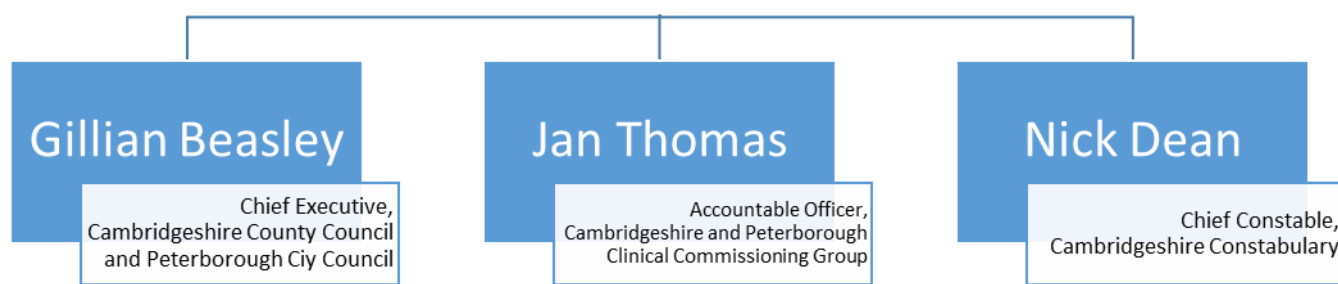 Gillian Beasley
Chief Executive,
Cambridgeshire County Council
and Peterborough Ciy Council
Jan Thomas
Accountable Officer,
Cambridgeshire and Peterborough
Clinical Commissioning Group
Nick Dean
Chief Constable,
Cambridgeshire Constabulary